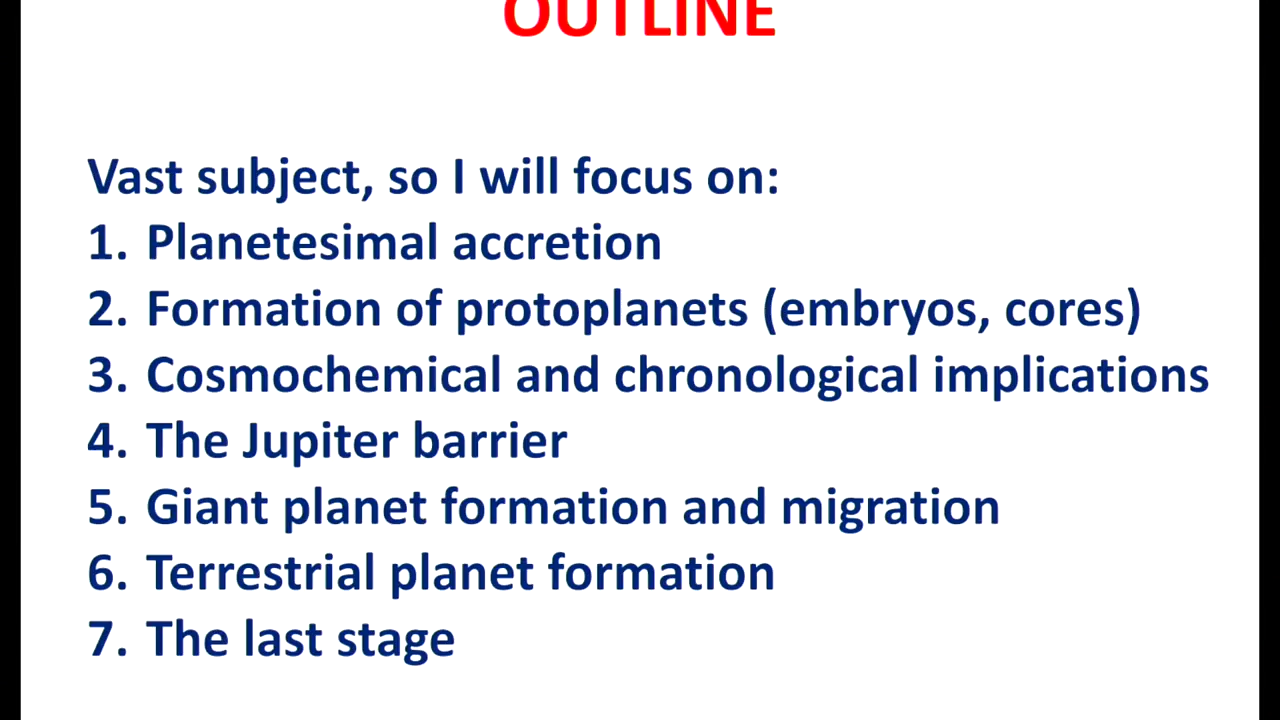 OUTLINE
Vast subject, so I will focus on:
1. Planetesimal accretion
2. Formation of protoplanets (embryos, cores)
3. Cosmochemical and chronological implications
4. The Jupiter barrier
5. Giant planet formation and migration
6. Terrestrial planet formation
7. The last stage